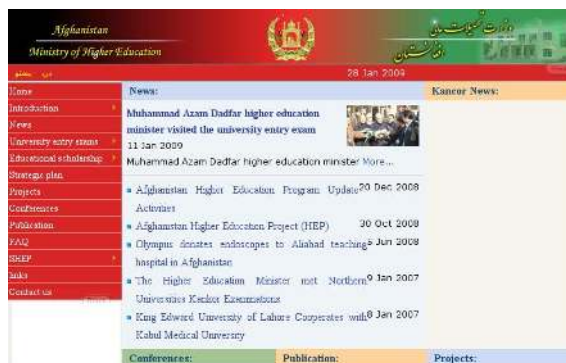 Afghanistan
Ministry of Higher Education
وزارت تحصیلات عالی
افغانستان
28 Jan 2009
Home
Introduction
News
University entry exams
Educational scholarship
Strategic plan
Projects
Conferences
Publication
FAQ
SHEP
links
Contact us
News:
Muhammad Azam Dadfar higher education
minister visited the university entry exam
11 Jan 2009
Muhammad Azam Dadfar higher education minister More...
Afghanistan Higher Education Program Update 20 Dec 2008
Activities
Afghanistan Higher Education Project (HEP) 30 Oct 2008
Olympus donates endoscopes to Aliabad teaching 5 Jun 2008
hospital in Afghanistan
The Higher Education Minister met Northern 9 Jan 2007
Universities Kankor Examinations
King Edward University of Lahore Cooperates with 8 Jan 2007
Kabul Medical University
Kancor News:
Conferences:
Publication:
Projects: